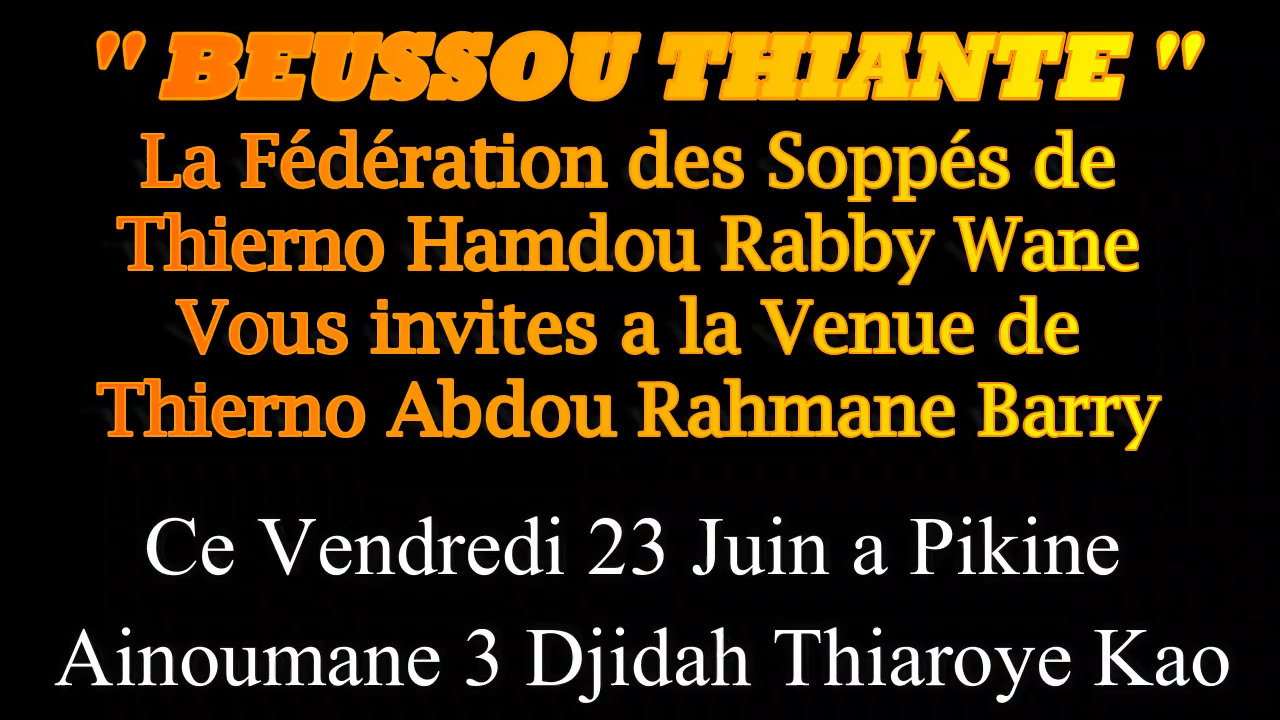 " BEUSSOU THIANTE "
La Fédération des Soppés de
Thierno Hamdou Rabby Wane
Vous invites a la Venue de
Thierno Abdou Rahmane Barry
Ce Vendredi 23 Juin a Pikine
Ainoumane 3 Djidah Thiaroye Kao